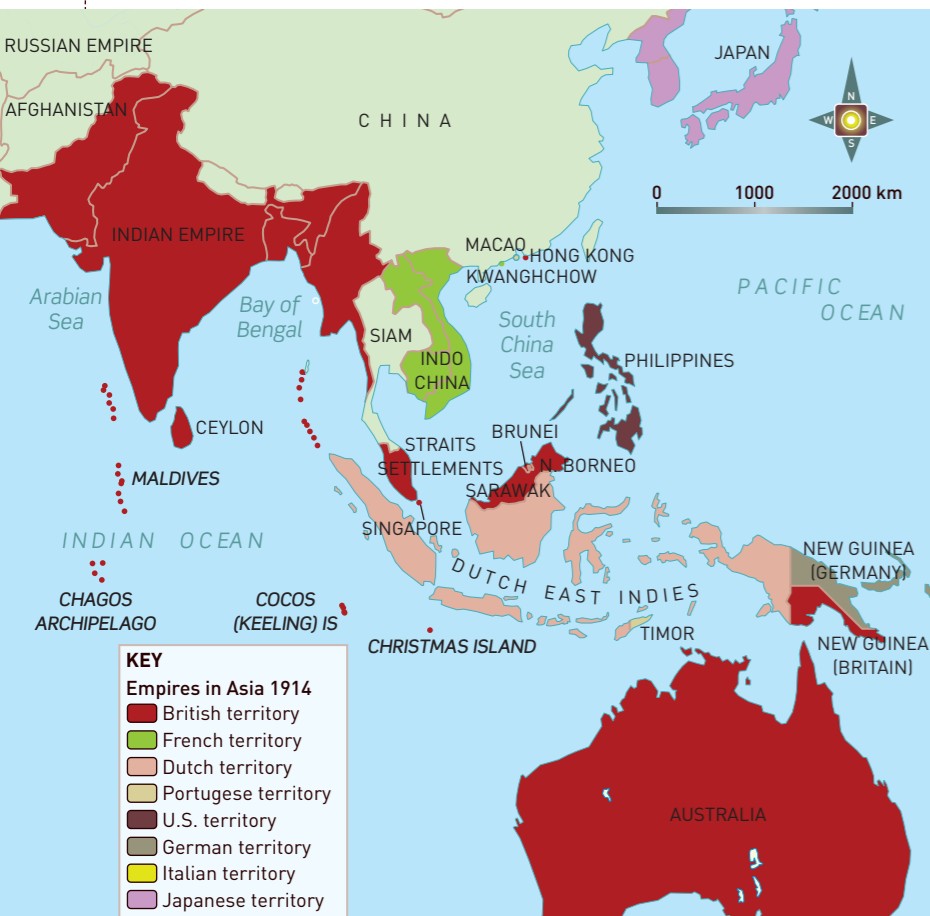 RUSSIAN EMPIRE
JAPAN
AFGHANISTAN
CHINA
N
W
E
S
0 1000 2000 km
INDIAN EMPIRE
MACAO
HONG KONG
KWANGHCHOW
PACIFIC
OCEAN
Arabian
Sea
Bay of
Bengal
South
China
Sea
SIAM
INDO
CHINA
PHILIPPINES
CEYLON
BRUNEI
STRAITS
SETTLEMENTS
N. BORNEO
MALDIVES
SARAWAK
SINGAPORE
INDIAN OCEAN
DUTCH EAST INDIES
NEW GUINEA
(GERMANY)
CHAGOS
ARCHIPELAGO
COCOS
(KEELING) IS
CHRISTMAS ISLAND
TIMOR
NEW GUINEA
(BRITAIN)
AUSTRALIA
KEY
Empires in Asia 1914
British territory
French territory
Dutch territory
Portugese territory
U.S. territory
German territory
Italian territory
Japanese territory